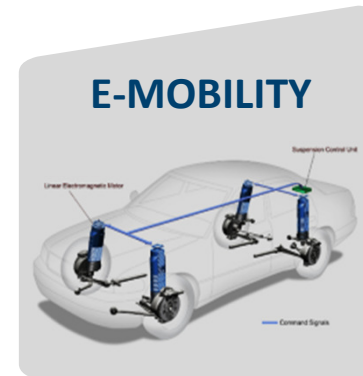 E-MOBILITY
Suspension Control Unit
Linear Electromagnetic Motor
Command Signals